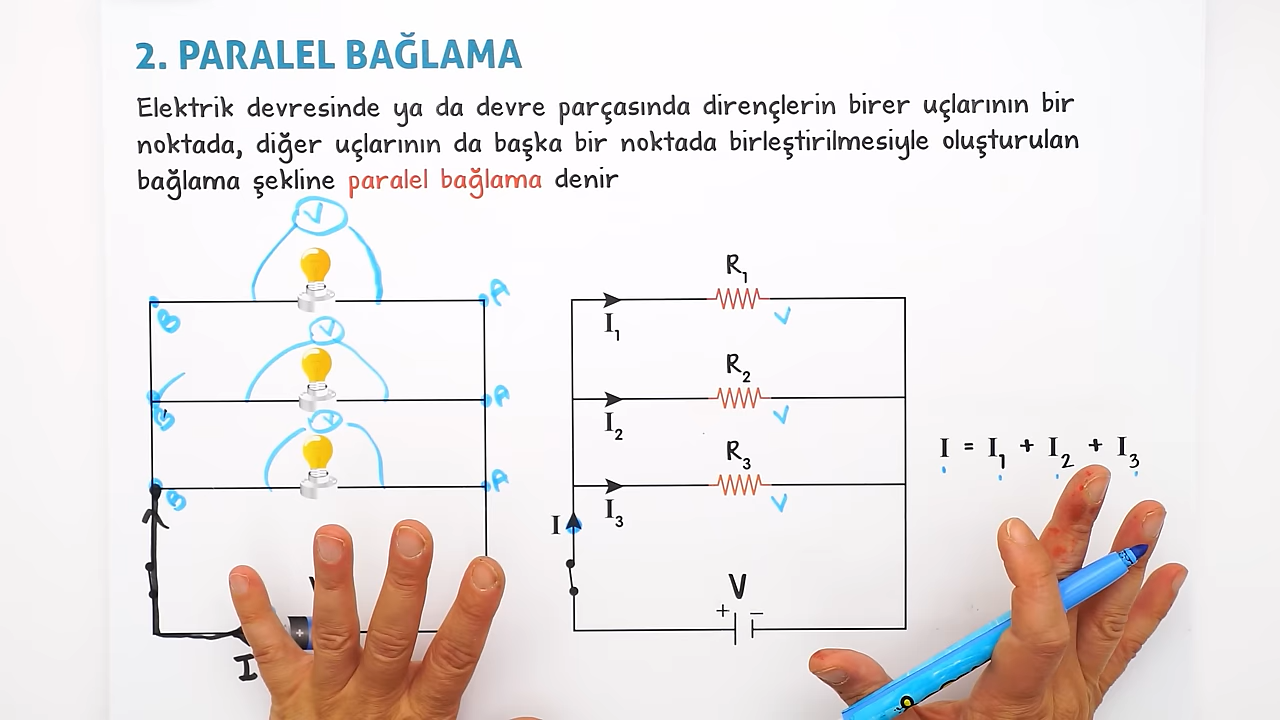 2. PARALEL BAĞLAMA
Elektrik devresinde ya da devre parçasında dirençlerin birer uçlarının bir
noktada, diğer uçlarının da başka bir noktada birleştirilmesiyle oluşturulan
bağlama şekline paralel bağlama denir
V
B A
V
B A
V
B A
+
I
R1
I1 V
R2
I2 V
R3
I3 V
I
V
+ −
I = I1 + I2 + I3